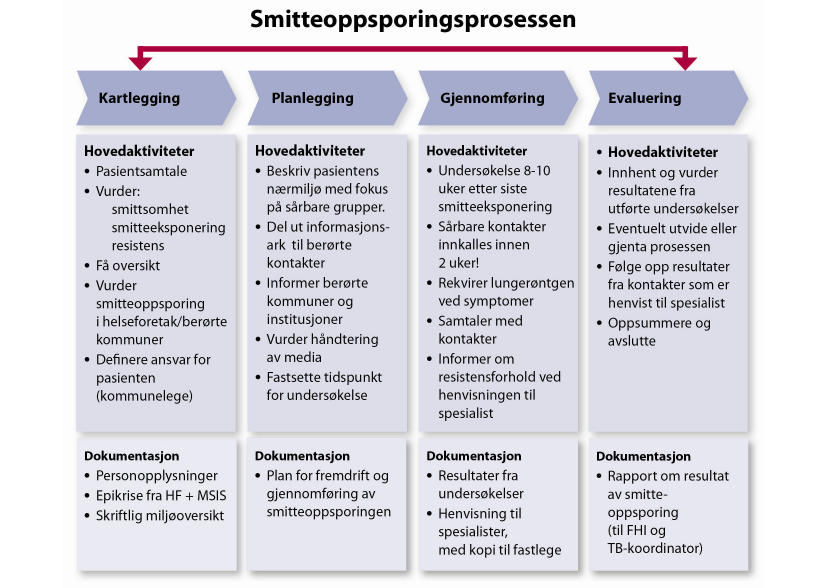 Smitteoppsporingsprosessen
Kartlegging
Planlegging
Gjennomføring
Evaluering
Hovedaktiviteter
• Pasientsamtale
• Vurder:
smittsomhet
smitteeksponering
resistens
• Få oversikt
• Vurder
smitteoppsporing
i helseforetak/berørte
kommuner
• Definere ansvar for
pasienten
(kommunelege)
Hovedaktiviteter
• Beskriv pasientens
nærmiljø med fokus
på sårbare grupper.
• Del ut informasjons-
ark til berørte
kontakter
• Informer berørte
kommuner og
institusjoner
• Vurder håndtering
av media
• Fastsette tidspunkt
for undersøkelse
Hovedaktiviteter
• Undersøkelse 8-10
uker etter siste
smitteeksponering
• Sårbare kontakter
innkalles innen
2 uker!
• Rekvirer lungerøntgen
ved symptomer
• Samtaler med
kontakter
• Informer om
resistensforhold ved
henvisningen til
spesialist
• Hovedaktiviteter
• Innhent og vurder
resultatene fra
utførte undersøkelser
• Eventuelt utvide eller
gjenta prosessen
• Følge opp resultater
fra kontakter som er
henvist til spesialist
• Oppsummere og
avslutte
Dokumentasjon
• Personopplysninger
• Epikrise fra HF + MSIS
• Skriftlig miljøoversikt
Dokumentasjon
• Plan for fremdrift og
gjennomføring av
smitteoppsporingen
Dokumentasjon
• Resultater fra
undersøkelser
• Henvisning til
spesialister,
med kopi til fastlege
Dokumentasjon
• Rapport om resultat
av smitte-
oppsporing
(til FHI og
TB-koordinator)